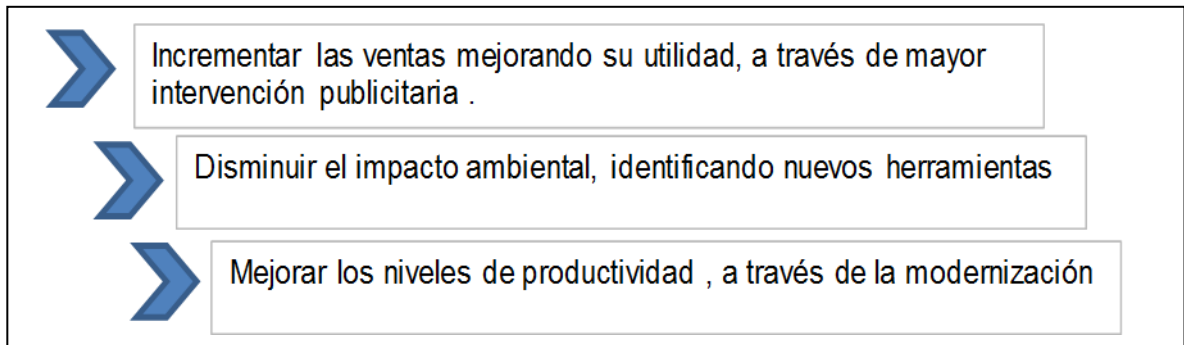 Incrementar las ventas mejorando su utilidad, a través de mayor
intervención publicitaria .
Disminuir el impacto ambiental, identificando nuevos herramientas
Mejorar los niveles de productividad , a través de la modernización